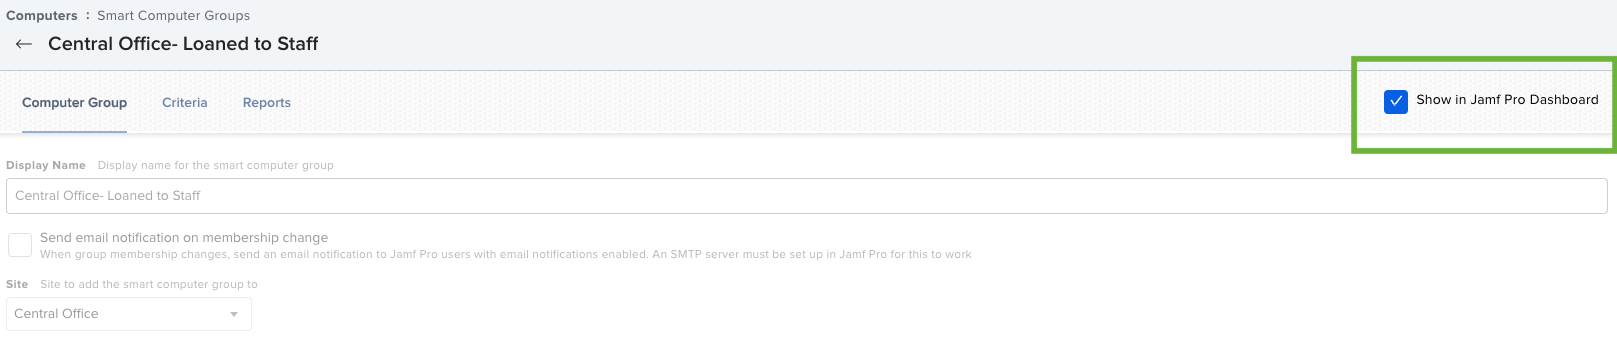 Computers : Smart Computer Groups
← Central Office- Loaned to Staff
Computer Group Criteria Reports
Show in Jamf Pro Dashboard
Display Name Display name for the smart computer group
Central Office- Loaned to Staff
Send email notification on membership change
When group membership changes, send an email notification to Jamf Pro users with email notifications enabled. An SMTP server must be set up in Jamf Pro for this to work
Site Site to add the smart computer group to
Central Office